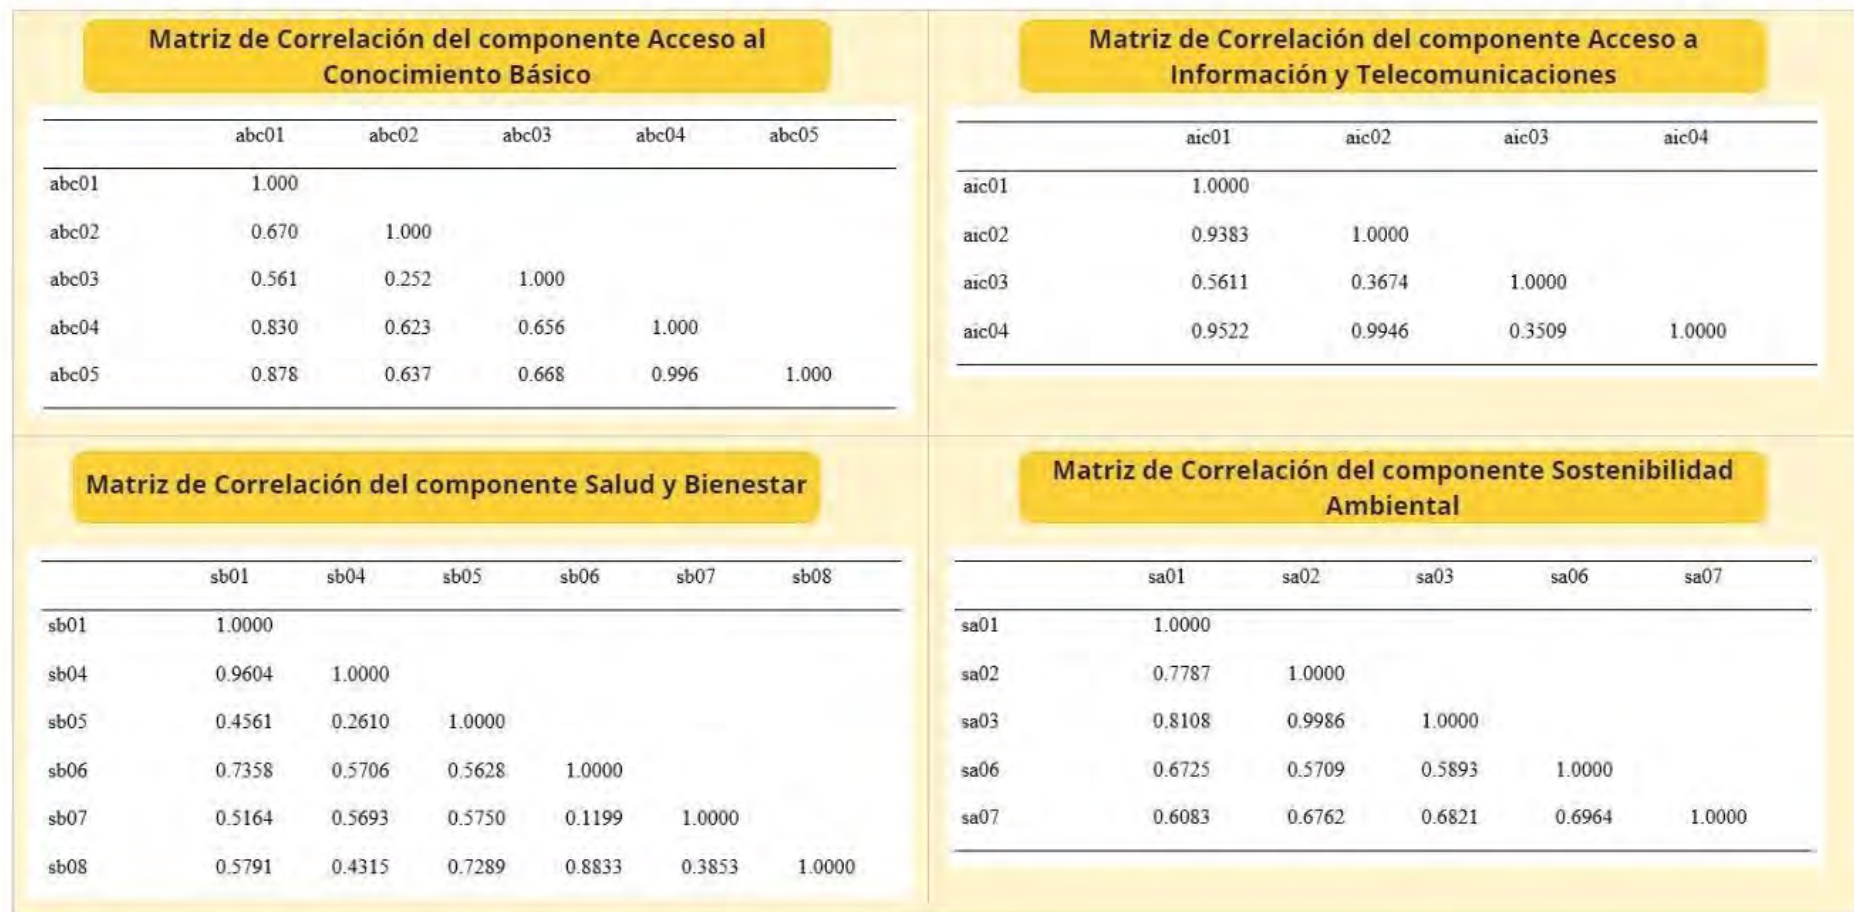 Matriz de Correlación del componente Acceso al
Conocimiento Básico
abc01 abc02 abc03 abc04 abc05
abc01 1.000
abc02 0.670 1.000
abc03 0.561 0.252 1.000
abc04 0.830 0.623 0.656 1.000
abc05 0.878 0.637 0.668 0.996 1.000
Matriz de Correlación del componente Acceso a
Información y Telecomunicaciones
aic01 aic02 aic03 aic04
aic01 1.0000
aic02 0.9383 1.0000
aic03 0.5611 0.3674 1.0000
aic04 0.9522 0.9946 0.3509 1.0000
Matriz de Correlación del componente Salud y Bienestar
sb01 sb04 sb05 sb06 sb07 sb08
sb01 1.0000
sb04 0.9604 1.0000
sb05 0.4561 0.2610 1.0000
sb06 0.7358 0.5706 0.5628 1.0000
sb07 0.5164 0.5693 0.5750 0.1199 1.0000
sb08 0.5791 0.4315 0.7289 0.8833 0.3853 1.0000
Matriz de Correlación del componente Sostenibilidad
Ambiental
sa01 sa02 sa03 sa06 sa07
sa01 1.0000
sa02 0.7787 1.0000
sa03 0.8108 0.9986 1.0000
sa06 0.6725 0.5709 0.5893 1.0000
sa07 0.6083 0.6762 0.6821 0.6964 1.0000